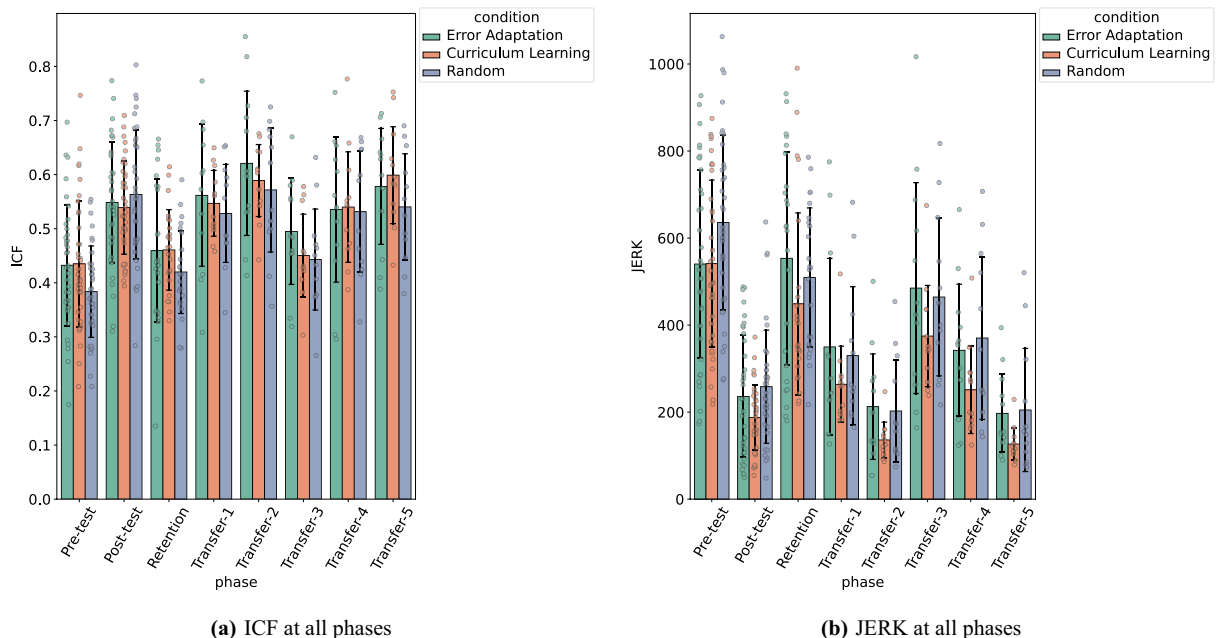 condition
Error Adaptation
Curriculum Learning
Random
0.8
0.7
0.6
0.5
0.4
0.3
0.2
0.1
0.0
ICF
Pre-test
Post-test
Retention
Transfer-1
Transfer-2
Transfer-3
Transfer-4
Transfer-5
phase
(a) ICF at all phases
condition
Error Adaptation
Curriculum Learning
Random
1000
800
600
400
200
0
JERK
Pre-test
Post-test
Retention
Transfer-1
Transfer-2
Transfer-3
Transfer-4
Transfer-5
phase
(b) JERK at all phases